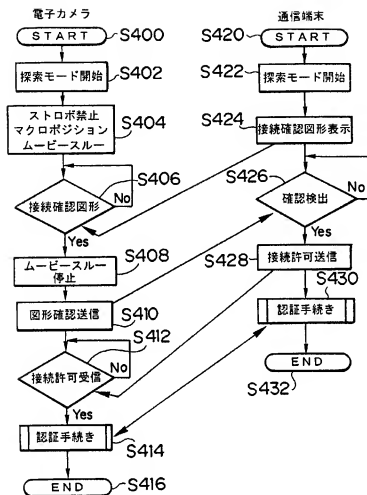 電子カメラ
START
S400
探索モード開始
S402
ストロボ禁止
マクロポジション
ムービースルー
S404
接続確認図形
S406
No
Yes
ムービースルー
停止
S408
図形確認送信
S410
接続許可受信
S412
No
Yes
認証手続き
S414
END
S416
通信端末
START
S420
探索モード開始
S422
接続確認図形表示
S424
確認検出
S426
No
Yes
接続許可送信
S428
認証手続き
S430
END
S432